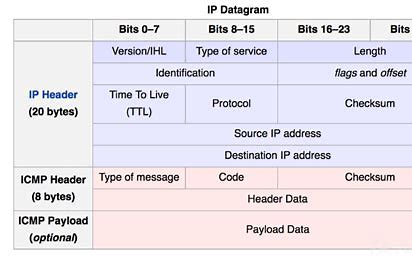 IP Datagram
Bits 0–7 Bits 8–15 Bits 16–23 Bits
Version/IHL Type of service Length
Identification flags and offset
IP Header
(20 bytes)
Time To Live
(TTL)
Protocol Checksum
Source IP address
Destination IP address
ICMP Header
(8 bytes)
Type of message Code Checksum
Header Data
ICMP Payload
(optional)
Payload Data